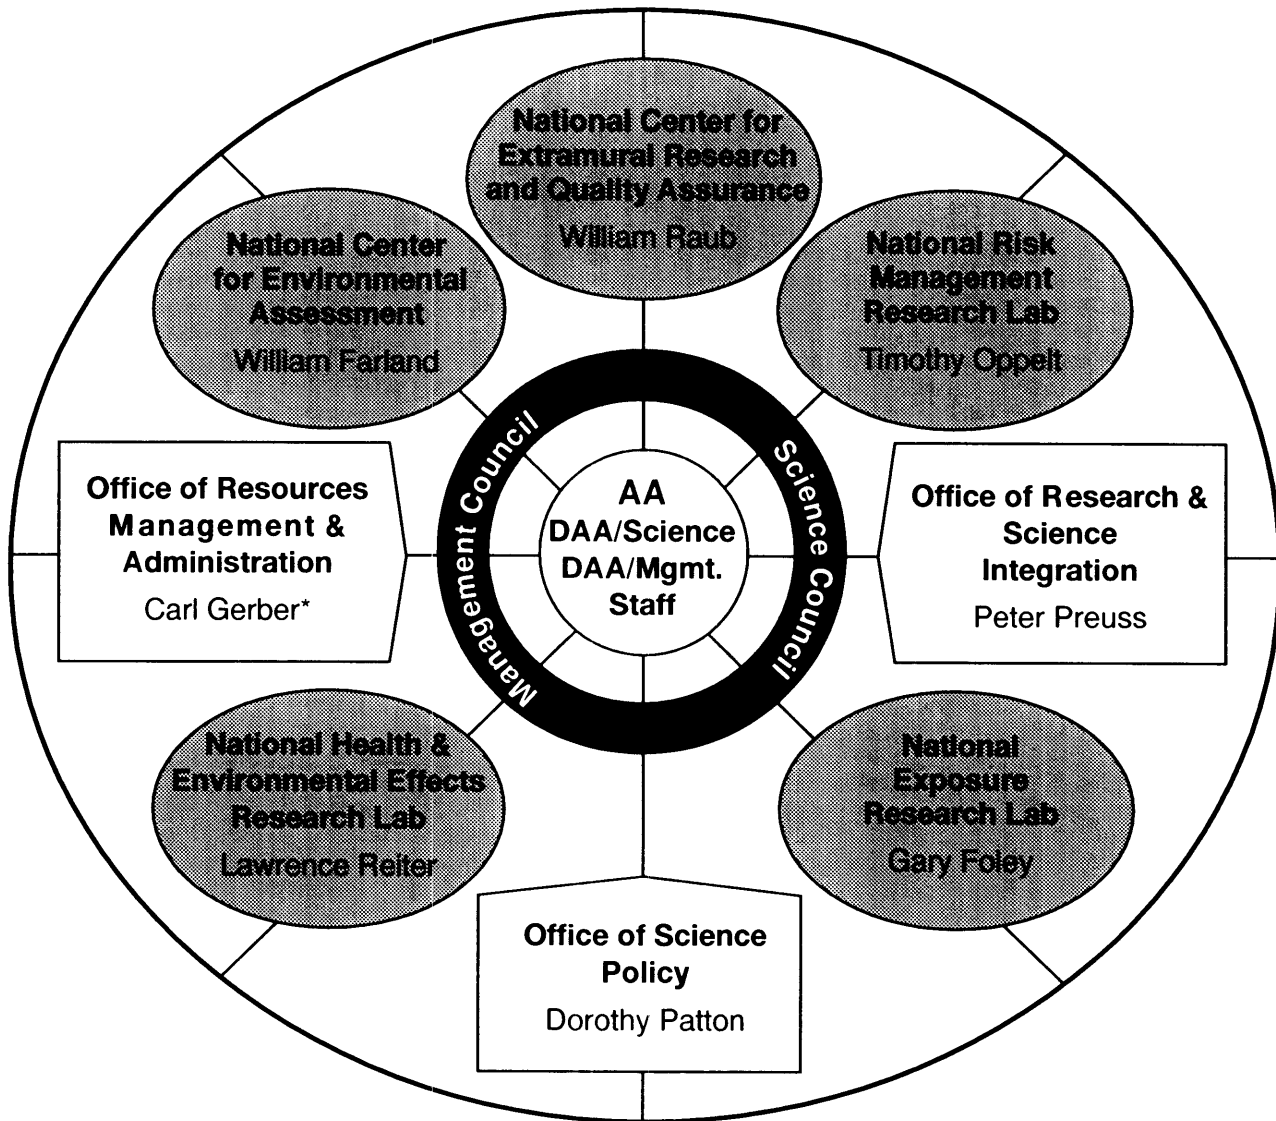 National Center for
Extramural Research
and Quality Assurance
William Raub
National Center
for Environmental
Assessment
William Farland
National Risk
Management
Research Lab
Timothy Oppelt
Office of Resources
Management &
Administration
Carl Gerber*
Management Council
AA
DAA/Science
DAA/Mgmt.
Staff
Science Council
Office of Research &
Science
Integration
Peter Preuss
National Health &
Environmental Effects
Research Lab
Lawrence Reiter
National
Exposure
Research Lab
Gary Foley
Office of Science
Policy
Dorothy Patton